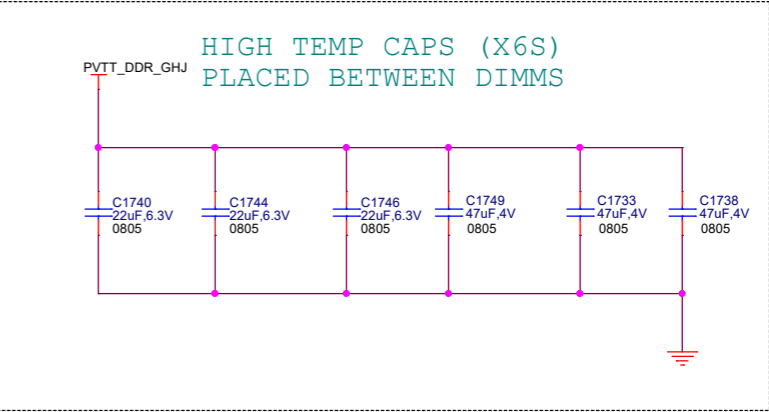 HIGH TEMP CAPS (X6S)
PVTT_DDR_GHJ
PLACED BETWEEN DIMMS
C1740
22uF,6.3V
0805
C1744
22uF,6.3V
0805
C1746
22uF,6.3V
0805
C1749
47uF,4V
0805
C1733
47uF,4V
0805
C1738
47uF,4V
0805